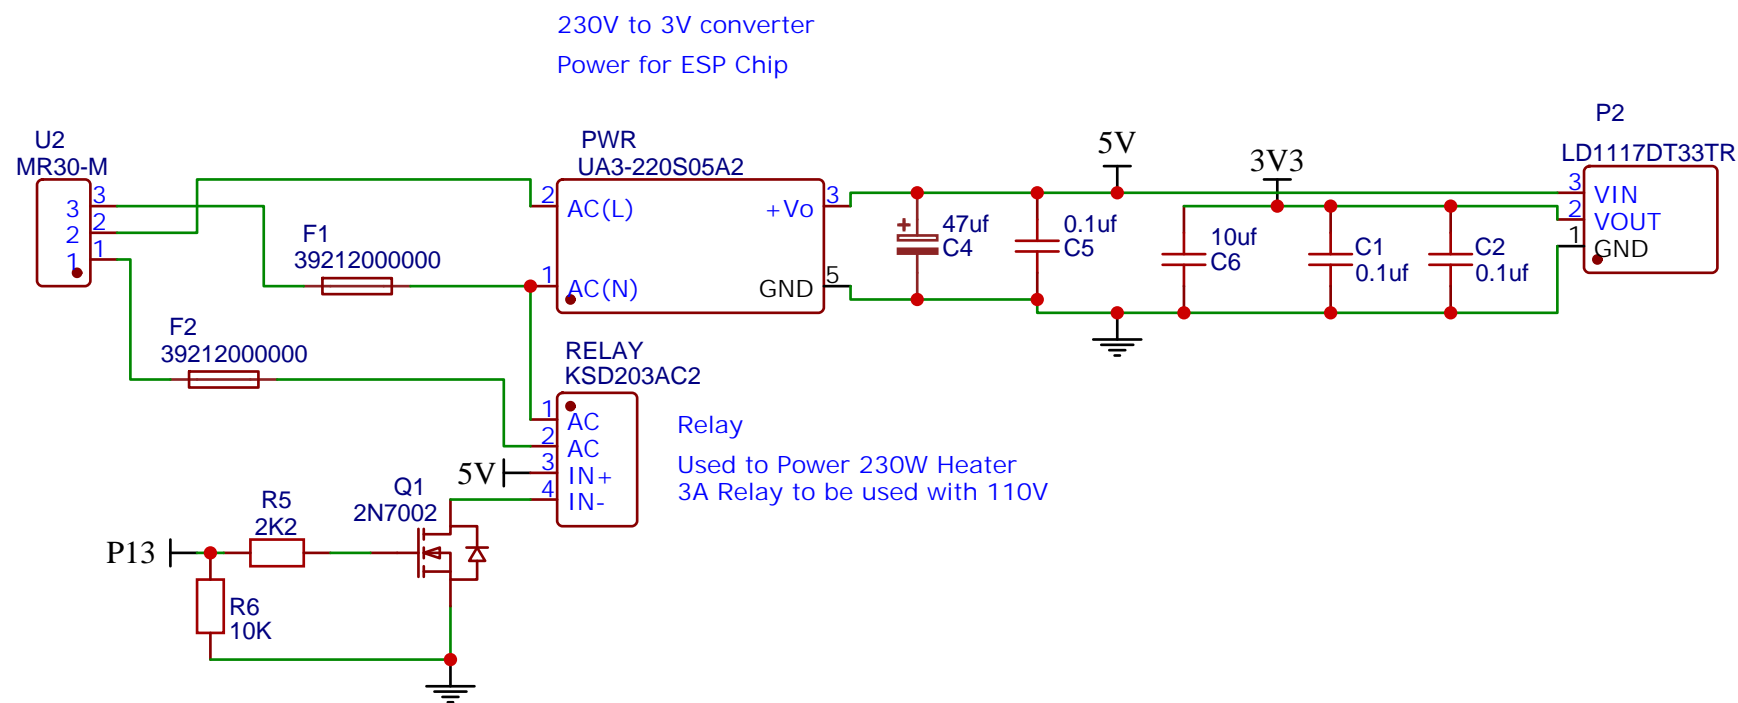 230V to 3V converter
Power for ESP Chip
U2
MR30-M
3
2
1
3
2
1
F1
39212000000
F2
39212000000
PWR
UA3-220S05A2
2
AC(L)
1
AC(N)
+Vo
3
GND
5
47uf
C4
0.1uf
C5
5V
3V3
10uf
C6
C1
0.1uf
C2
0.1uf
P2
LD1117DT33TR
3
VIN
2
VOUT
1
GND
RELAY
KSD203AC2
1
AC
2
AC
3
IN+
4
IN-
5V
Relay
Used to Power 230W Heater
3A Relay to be used with 110V
Q1
2N7002
R5
2K2
P13
R6
10K